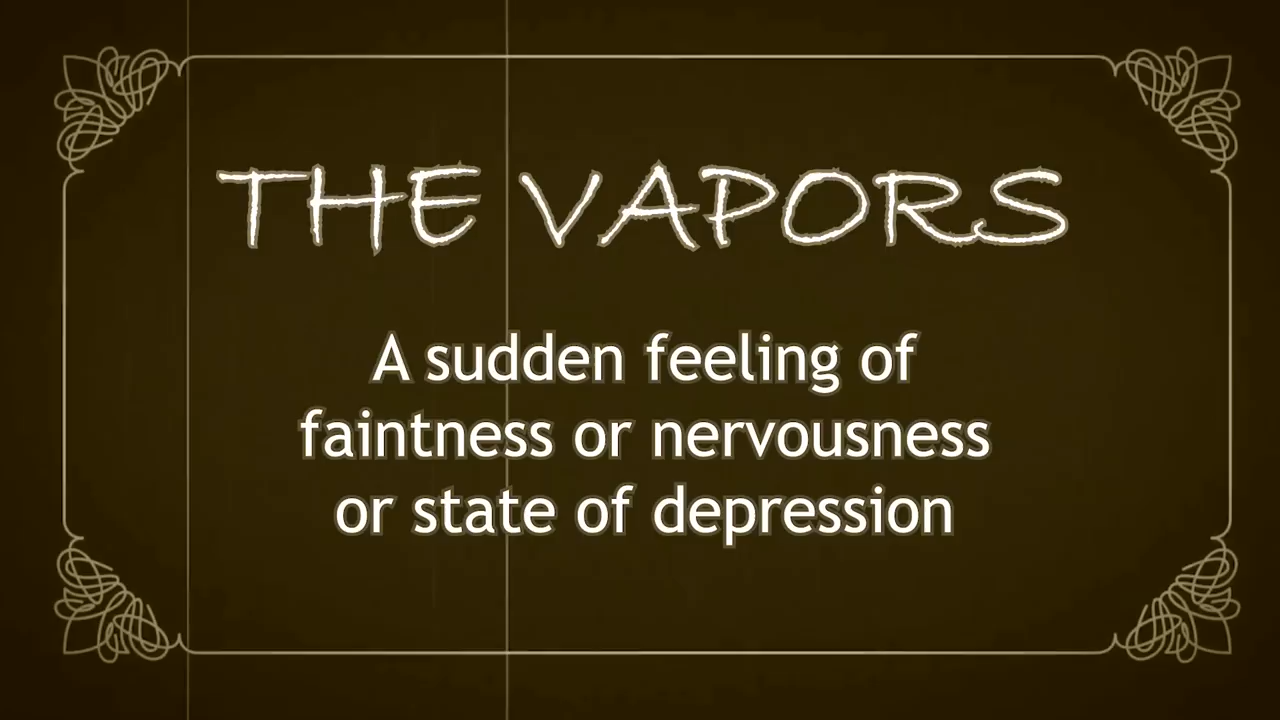 THE VAPORS
A sudden feeling of
faintness or nervousness
or state of depression